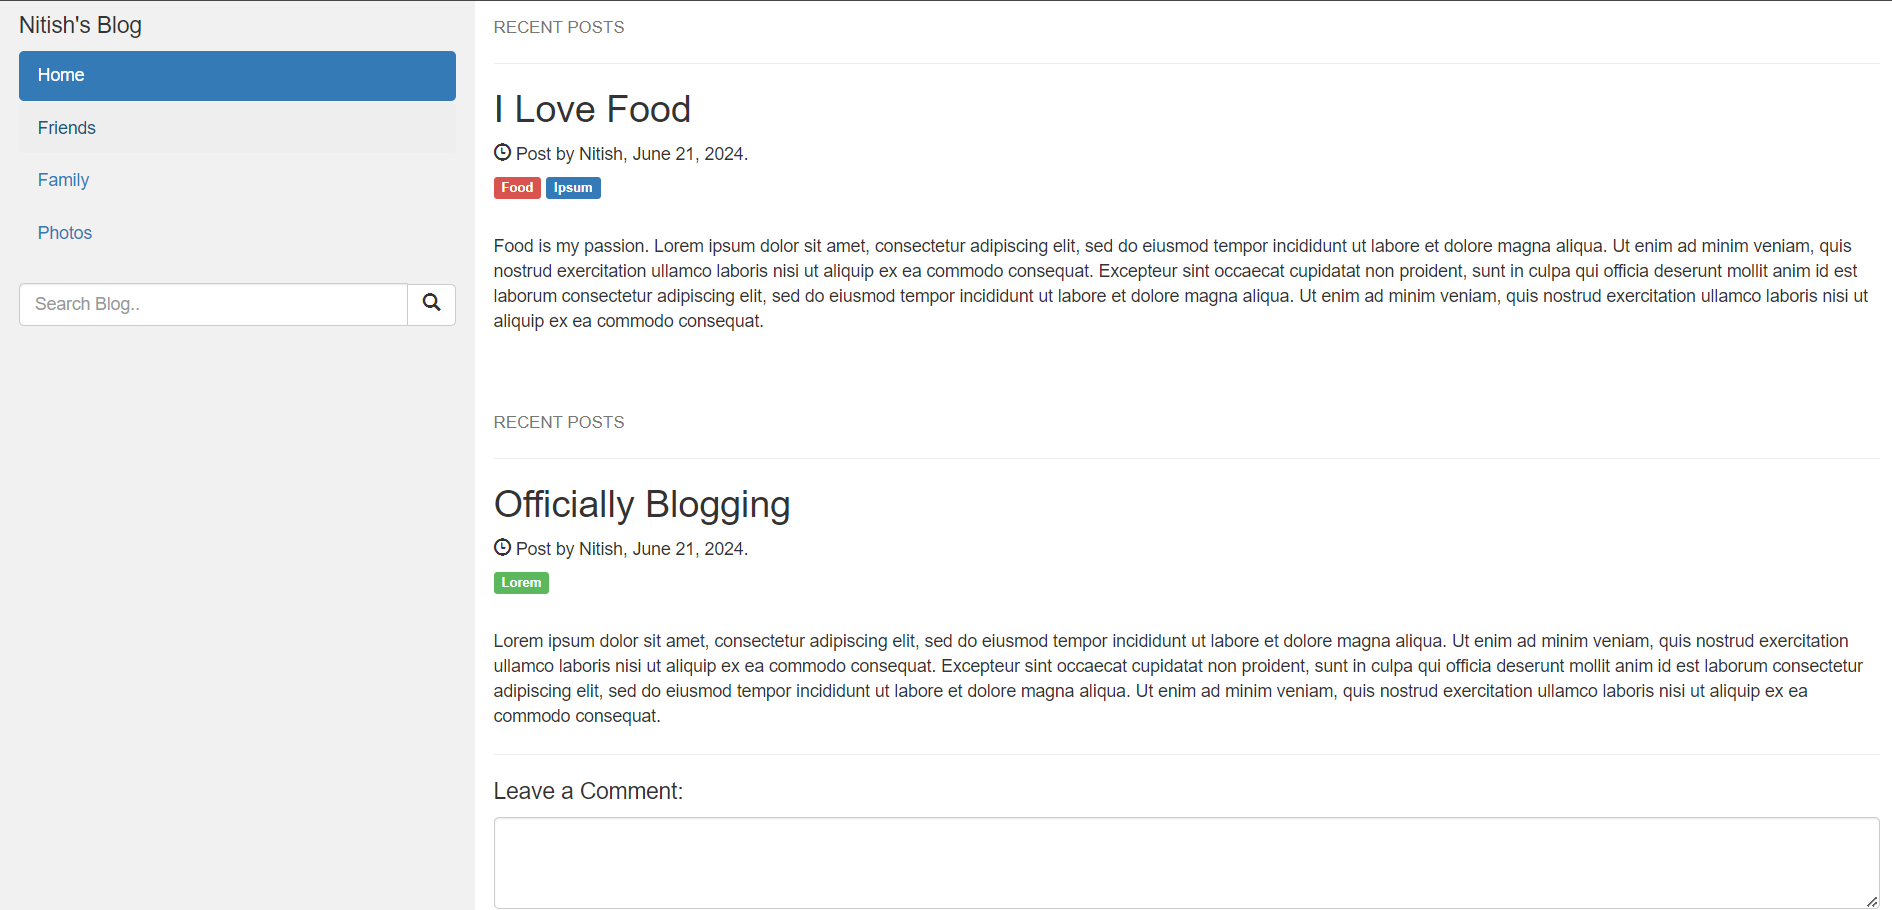 Nitish's Blog
Home
Friends
Family
Photos
Search Blog..
RECENT POSTS
I Love Food
Post by Nitish, June 21, 2024.
Food Ipsum
Food is my passion. Lorem ipsum dolor sit amet, consectetur adipiscing elit, sed do eiusmod tempor incididunt ut labore et dolore magna aliqua. Ut enim ad minim veniam, quis
nostrud exercitation ullamco laboris nisi ut aliquip ex ea commodo consequat. Excepteur sint occaecat cupidatat non proident, sunt in culpa qui officia deserunt mollit anim id est
laborum consectetur adipiscing elit, sed do eiusmod tempor incididunt ut labore et dolore magna aliqua. Ut enim ad minim veniam, quis nostrud exercitation ullamco laboris nisi ut
aliquip ex ea commodo consequat.
RECENT POSTS
Officially Blogging
Post by Nitish, June 21, 2024.
Lorem
Lorem ipsum dolor sit amet, consectetur adipiscing elit, sed do eiusmod tempor incididunt ut labore et dolore magna aliqua. Ut enim ad minim veniam, quis nostrud exercitation
ullamco laboris nisi ut aliquip ex ea commodo consequat. Excepteur sint occaecat cupidatat non proident, sunt in culpa qui officia deserunt mollit anim id est laborum consectetur
adipiscing elit, sed do eiusmod tempor incididunt ut labore et dolore magna aliqua. Ut enim ad minim veniam, quis nostrud exercitation ullamco laboris nisi ut aliquip ex ea
commodo consequat.
Leave a Comment: